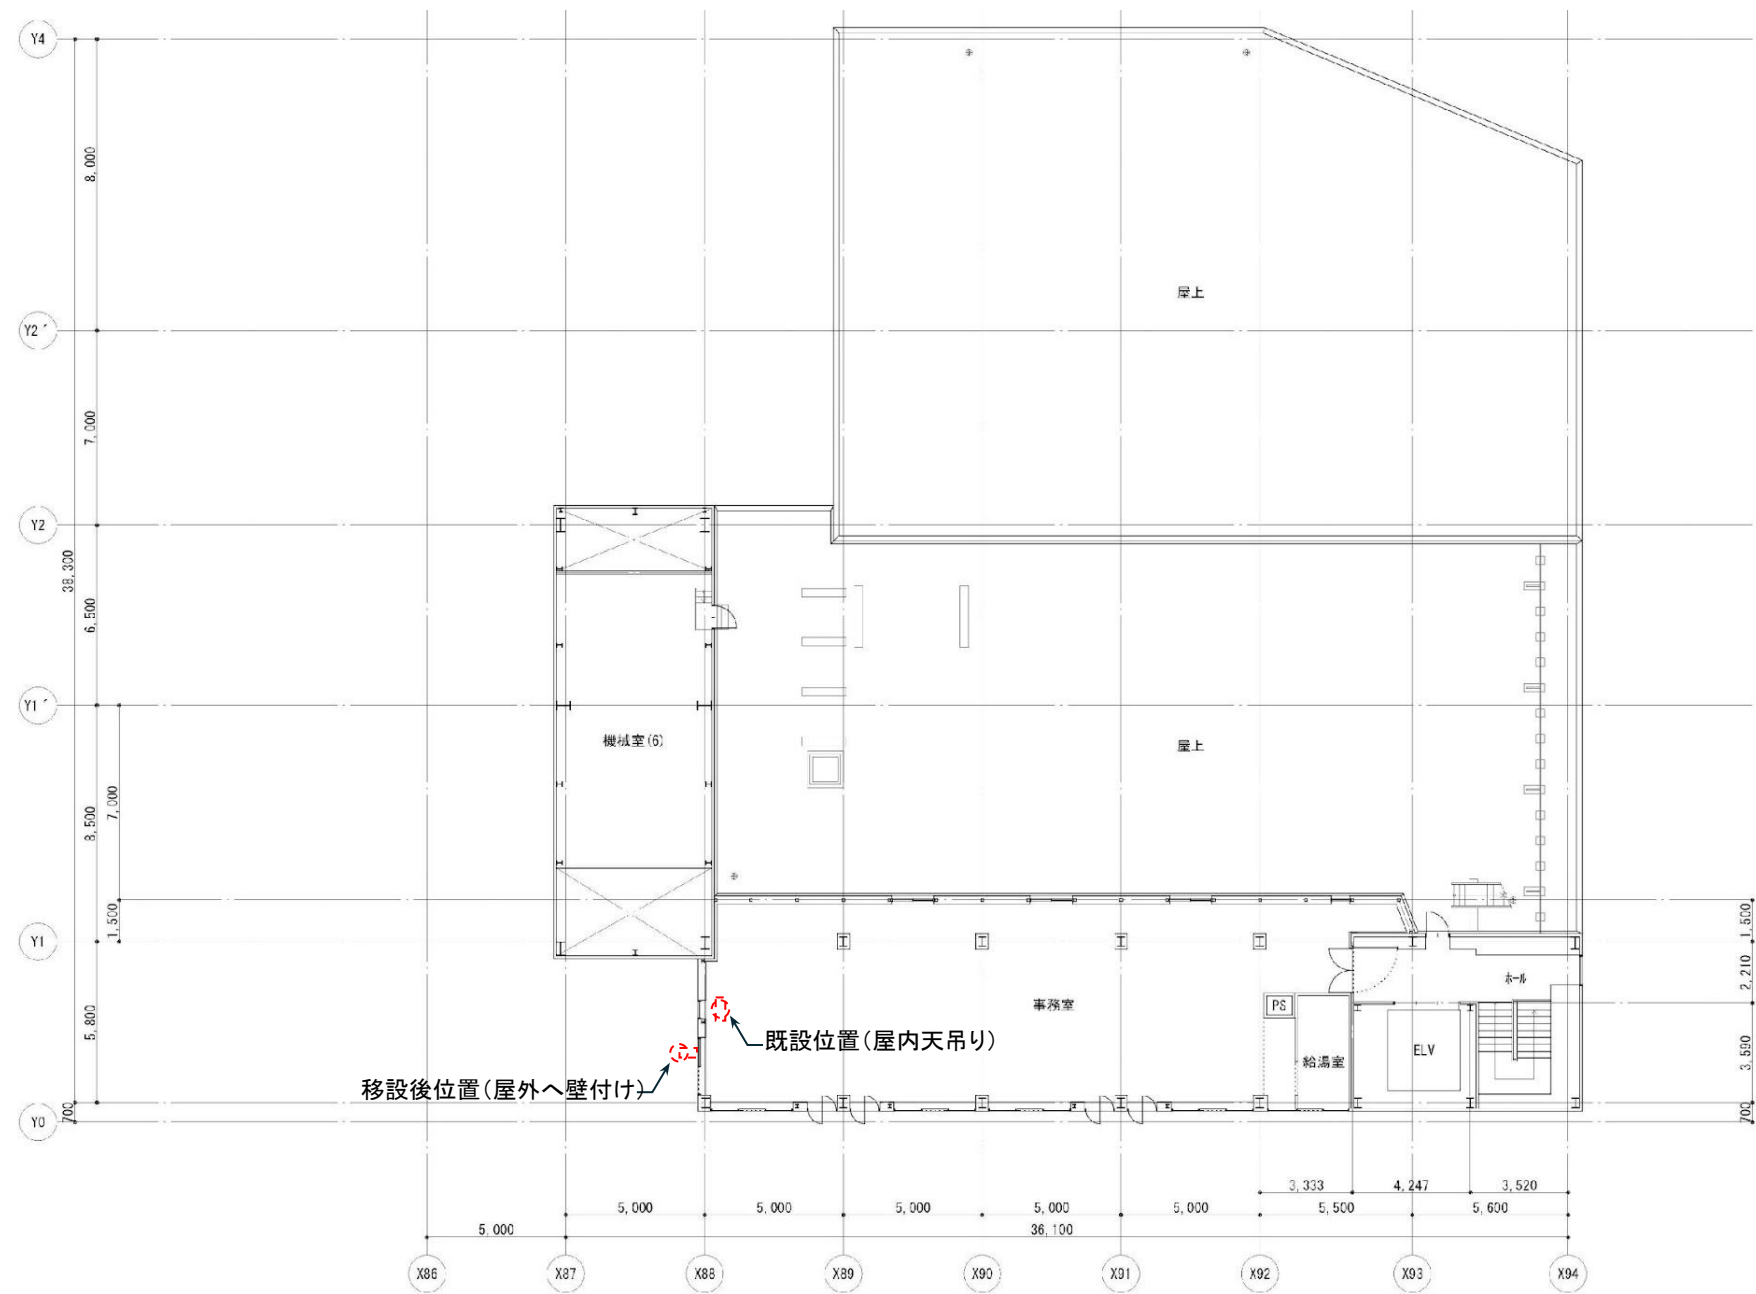 Y4
8,000
屋上
Y2´
7,000
Y2
38,300
6,500
Y1´
機械室(6)
屋上
8,500
7,000
1,500
1,500
Y1
2,210
ホール
事務室
PS
5,800
既設位置(屋内天吊り)
ELV
3,590
給湯室
移設後位置(屋外へ壁付け)
700
700
Y0
3,333
4,247
3,520
5,000
5,000
5,000
5,000
5,000
5,500
5,600
5,000
36,100
X86
X87
X88
X89
X90
X91
X92
X93
X94